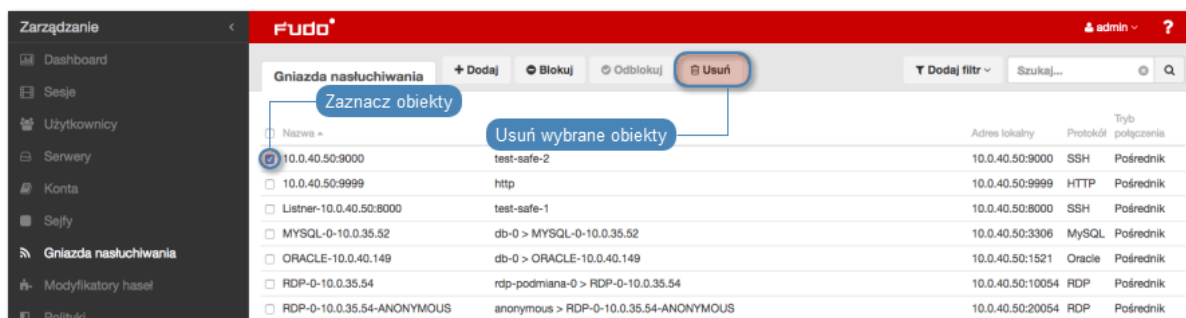 Zarządzanie
Fudo
admin
?
Dashboard
Gniazda nasłuchiwania
+ Dodaj
Blokuj
Odblokuj
Usuń
Dodaj filtr
Szukaj...
Sesje
Zaznacz obiekty
Użytkownicy
Usuń wybrane obiekty
Nazwa
Adres lokalny
Protokół
Tryb połączenia
Serwery
10.0.40.50:9000 test-safe-2 10.0.40.50:9000 SSH Pośrednik
Konta
10.0.40.50:9999 http 10.0.40.50:9999 HTTP Pośrednik
Sejfy
Listner-10.0.40.50:8000 test-safe-1 10.0.40.50:8000 SSH Pośrednik
MYSQL-0-10.0.35.52 db-0 > MYSQL-0-10.0.35.52 10.0.40.50:3306 MySQL Pośrednik
Gniazda nasłuchiwania
ORACLE-10.0.40.149 db-0 > ORACLE-10.0.40.149 10.0.40.50:1521 Oracle Pośrednik
Modyfikatory haseł
RDP-0-10.0.35.54 rdp-podmiana-0 > RDP-0-10.0.35.54 10.0.40.50:10054 RDP Pośrednik
Polityki
RDP-0-10.0.35.54-ANONYMOUS anonymous > RDP-0-10.0.35.54-ANONYMOUS 10.0.40.50:20054 RDP Pośrednik